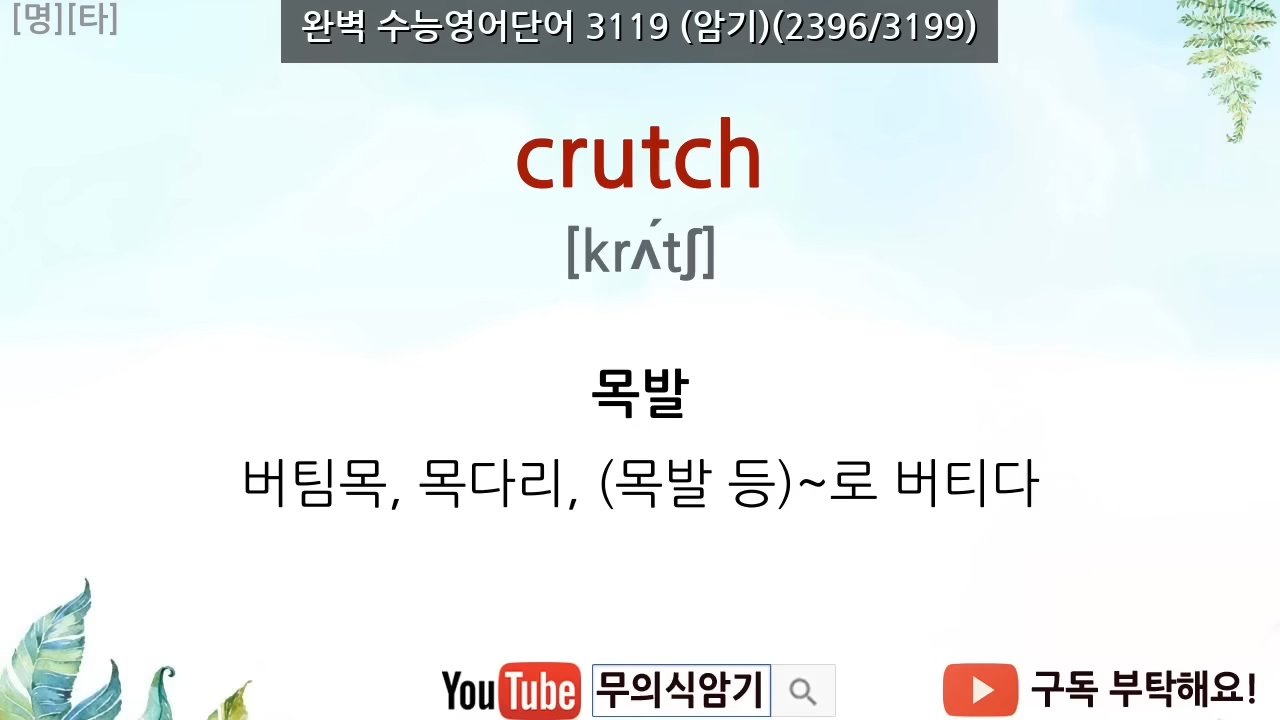 [명][타]
완벽 수능영어단어 3119 (암기)(2396/3199)
crutch
[krʌ́tʃ]
목발
버팀목, 목다리, (목발 등)~로 버티다
YouTube 무의식암기
구독 부탁해요!